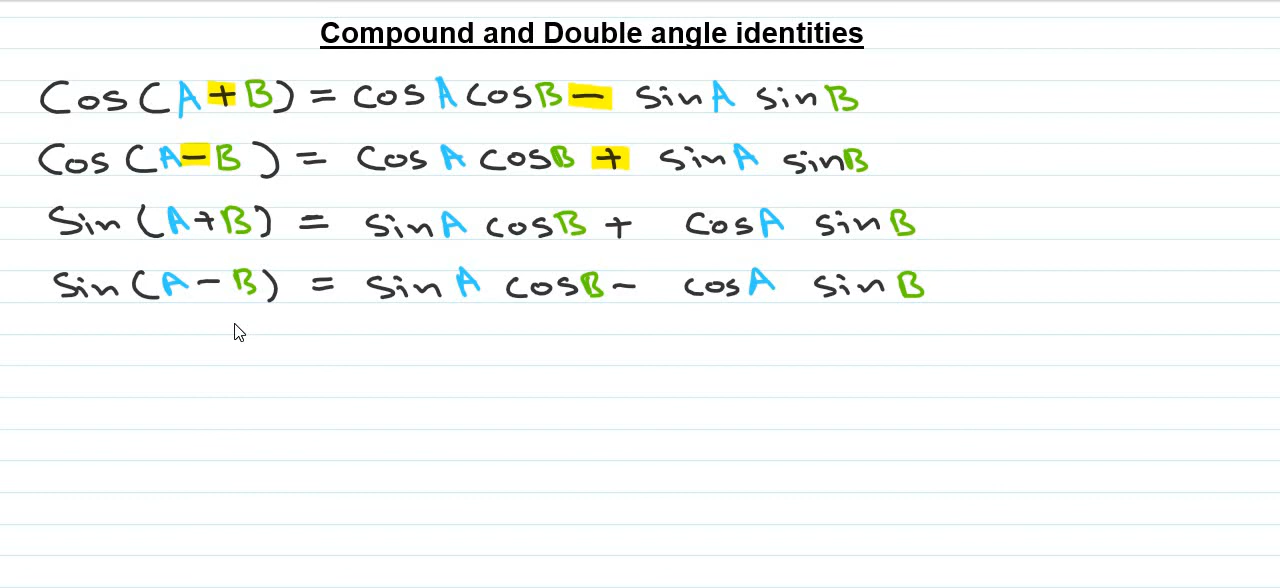 Compound and Double angle identities
Cos(A+B) = cosA cosB - sinA sinB
Cos(A-B) = cosA cosB + sinA sinB
Sin(A+B) = sinA cosB + cosA sinB
Sin(A-B) = sinA cosB - cosA sinB